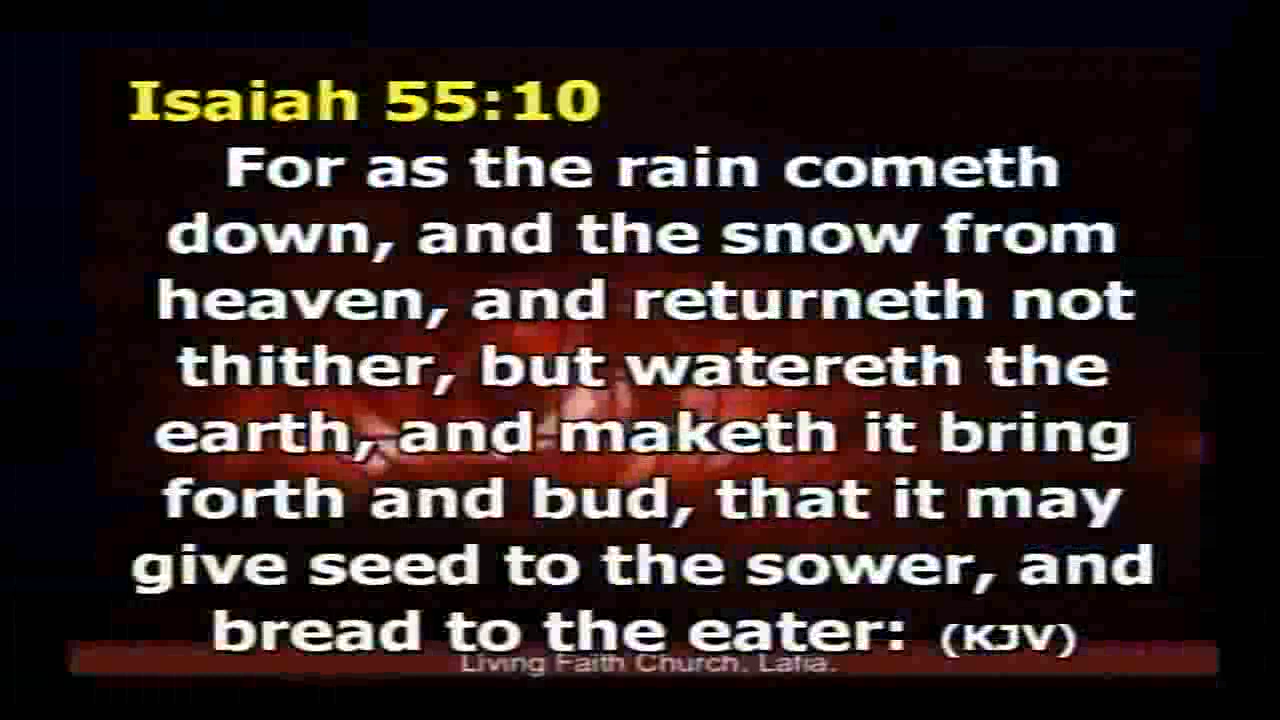 Isaiah 55:10
For as the rain cometh
down, and the snow from
heaven, and returneth not
thither, but watereth the
earth, and maketh it bring
forth and bud, that it may
give seed to the sower, and
bread to the eater: (KJV)
Living Faith Church, Lafia.